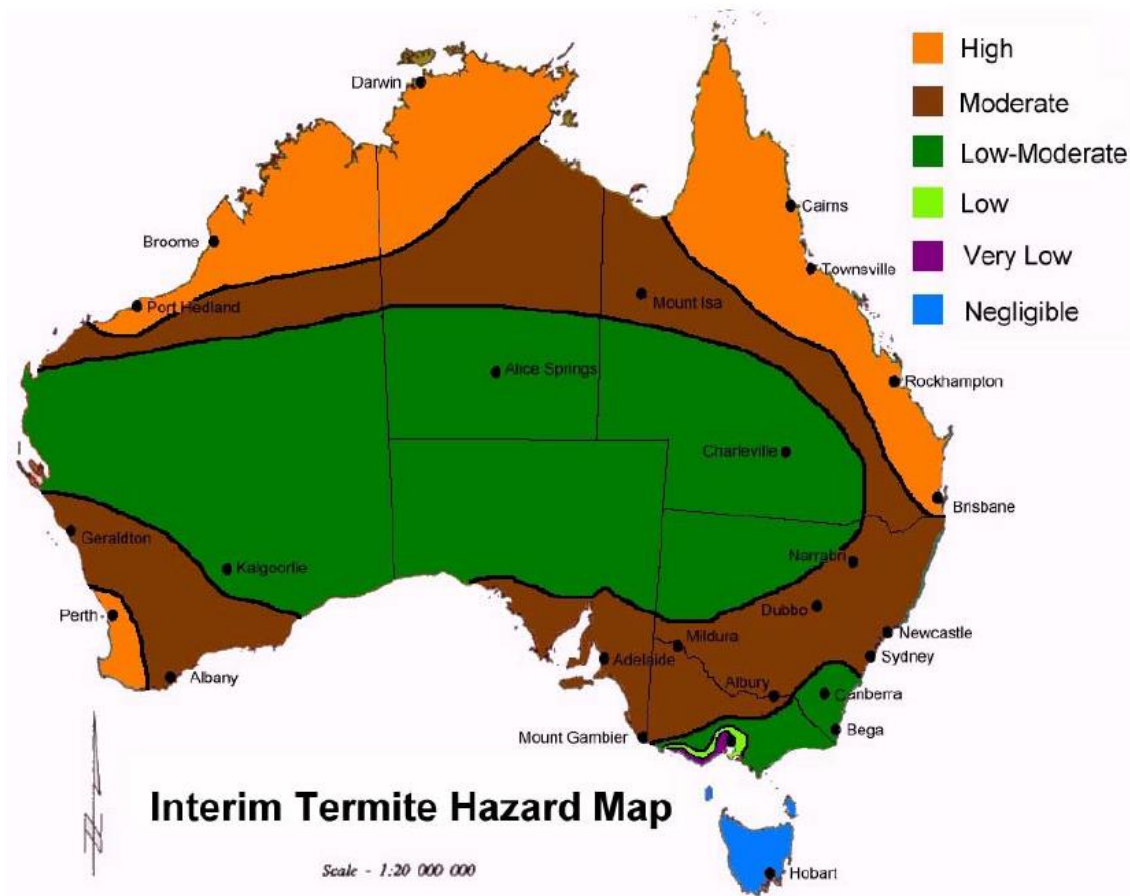 High
Moderate
Low-Moderate
Low
Very Low
Negligible
Darwin
Cairns
Broome
Townsville
Port Hedland
Mount Isa
Alice Springs
Rockhampton
Charleville
Brisbane
Geraldton
Kalgoorlie
Narrabri
Perth
Dubbo
Newcastle
Mildura
Sydney
Adelaide
Albany
Albury
Canberra
Mount Gambier
Bega
Interim Termite Hazard Map
Scale - 1:20 000 000
Hobart